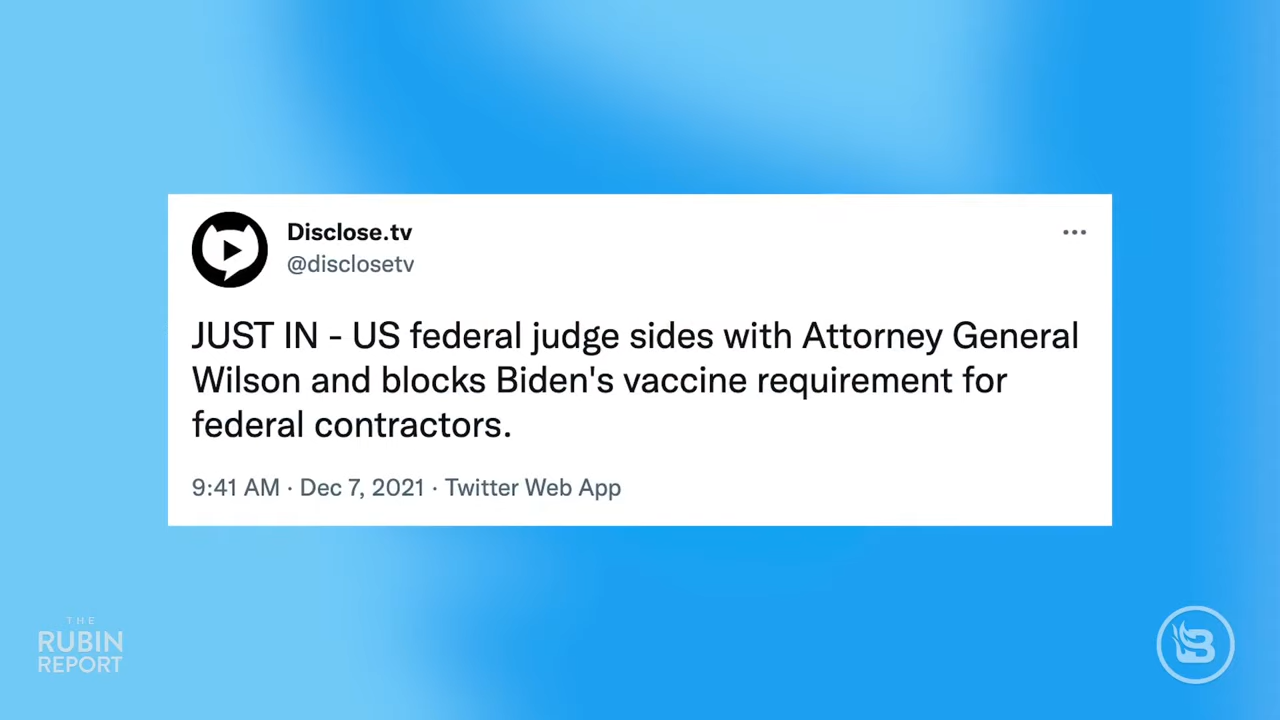 Disclose.tv
@disclosetv
JUST IN - US federal judge sides with Attorney General
Wilson and blocks Biden's vaccine requirement for
federal contractors.
9:41 AM · Dec 7, 2021 · Twitter Web App
THE
RUBIN
REPORT
B